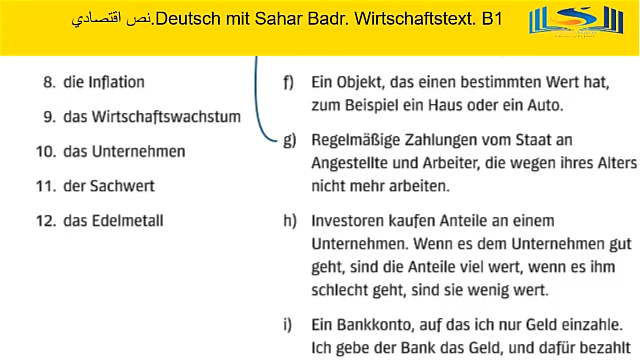 Deutsch mit Sahar Badr. Wirtschaftstext. B1.نص اقتصادي
8. die Inflation
9. das Wirtschaftswachstum
10. das Unternehmen
11. der Sachwert
12. das Edelmetall
f) Ein Objekt, das einen bestimmten Wert hat,
zum Beispiel ein Haus oder ein Auto.
g) Regelmäßige Zahlungen vom Staat an
Angestellte und Arbeiter, die wegen ihres Alters
nicht mehr arbeiten.
h) Investoren kaufen Anteile an einem
Unternehmen. Wenn es dem Unternehmen gut
geht, sind die Anteile viel wert, wenn es ihm
schlecht geht, sind sie wenig wert.
i) Ein Bankkonto, auf das ich nur Geld einzahle.
Ich gebe der Bank das Geld, und dafür bezahlt